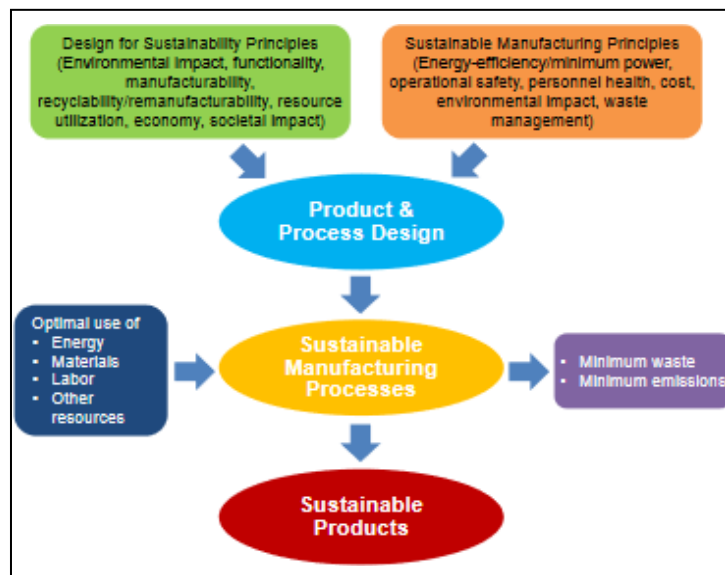 Design for Sustainability Principles
(Environmental impact, functionality,
manufacturability,
recyclability/remanufacturability, resource
utilization, economy, societal impact)
Sustainable Manufacturing Principles
(Energy-efficiency/minimum power,
operational safety, personnel health, cost,
environmental impact, waste
management)
Product &
Process Design
Optimal use of
▪ Energy
▪ Materials
▪ Labor
▪ Other
resources
Sustainable
Manufacturing
Processes
• Minimum waste
• Minimum emissions
Sustainable
Products